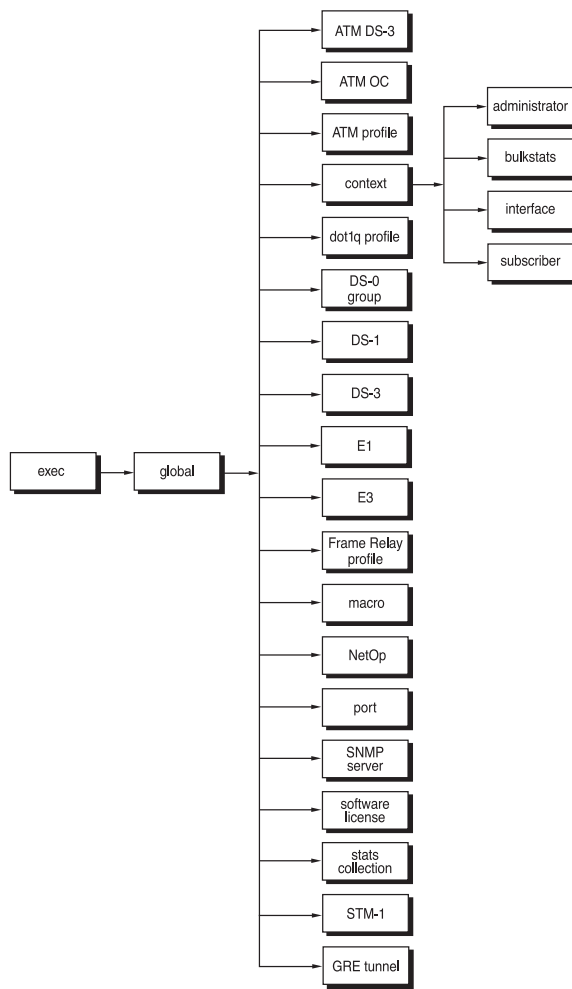 ATM DS-3
ATM OC
ATM profile
context
dot1q profile
DS-0
group
DS-1
DS-3
E1
E3
Frame Relay
profile
macro
NetOp
port
SNMP
server
software
license
stats
collection
STM-1
GRE tunnel
exec
global
administrator
bulkstats
interface
subscriber